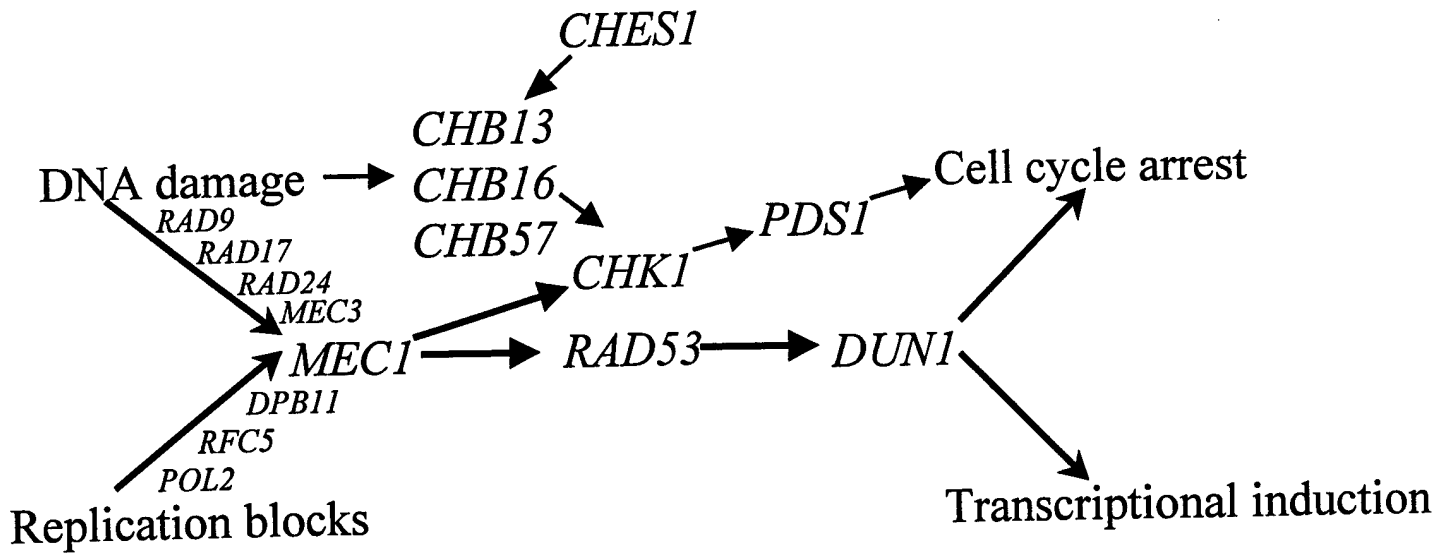 CHES1
CHB13
DNA damage
CHB16
Cell cycle arrest
RAD9
PDS1
CHB57
RAD17
CHK1
RAD24
MEC3
MEC1
RAD53
DUN1
DPB11
RFC5
POL2
Replication blocks
Transcriptional induction